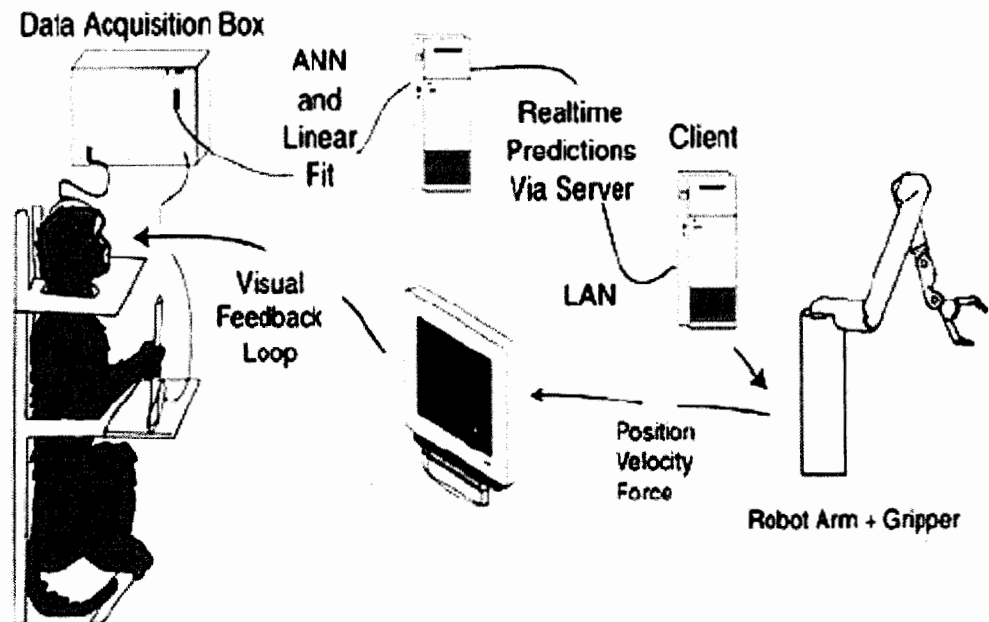 Data Acquisition Box
ANN
and
Linear
Fit
Realtime
Predictions
Via Server
Client
LAN
Visual
Feedback
Loop
Position
Velocity
Force
Robot Arm + Gripper